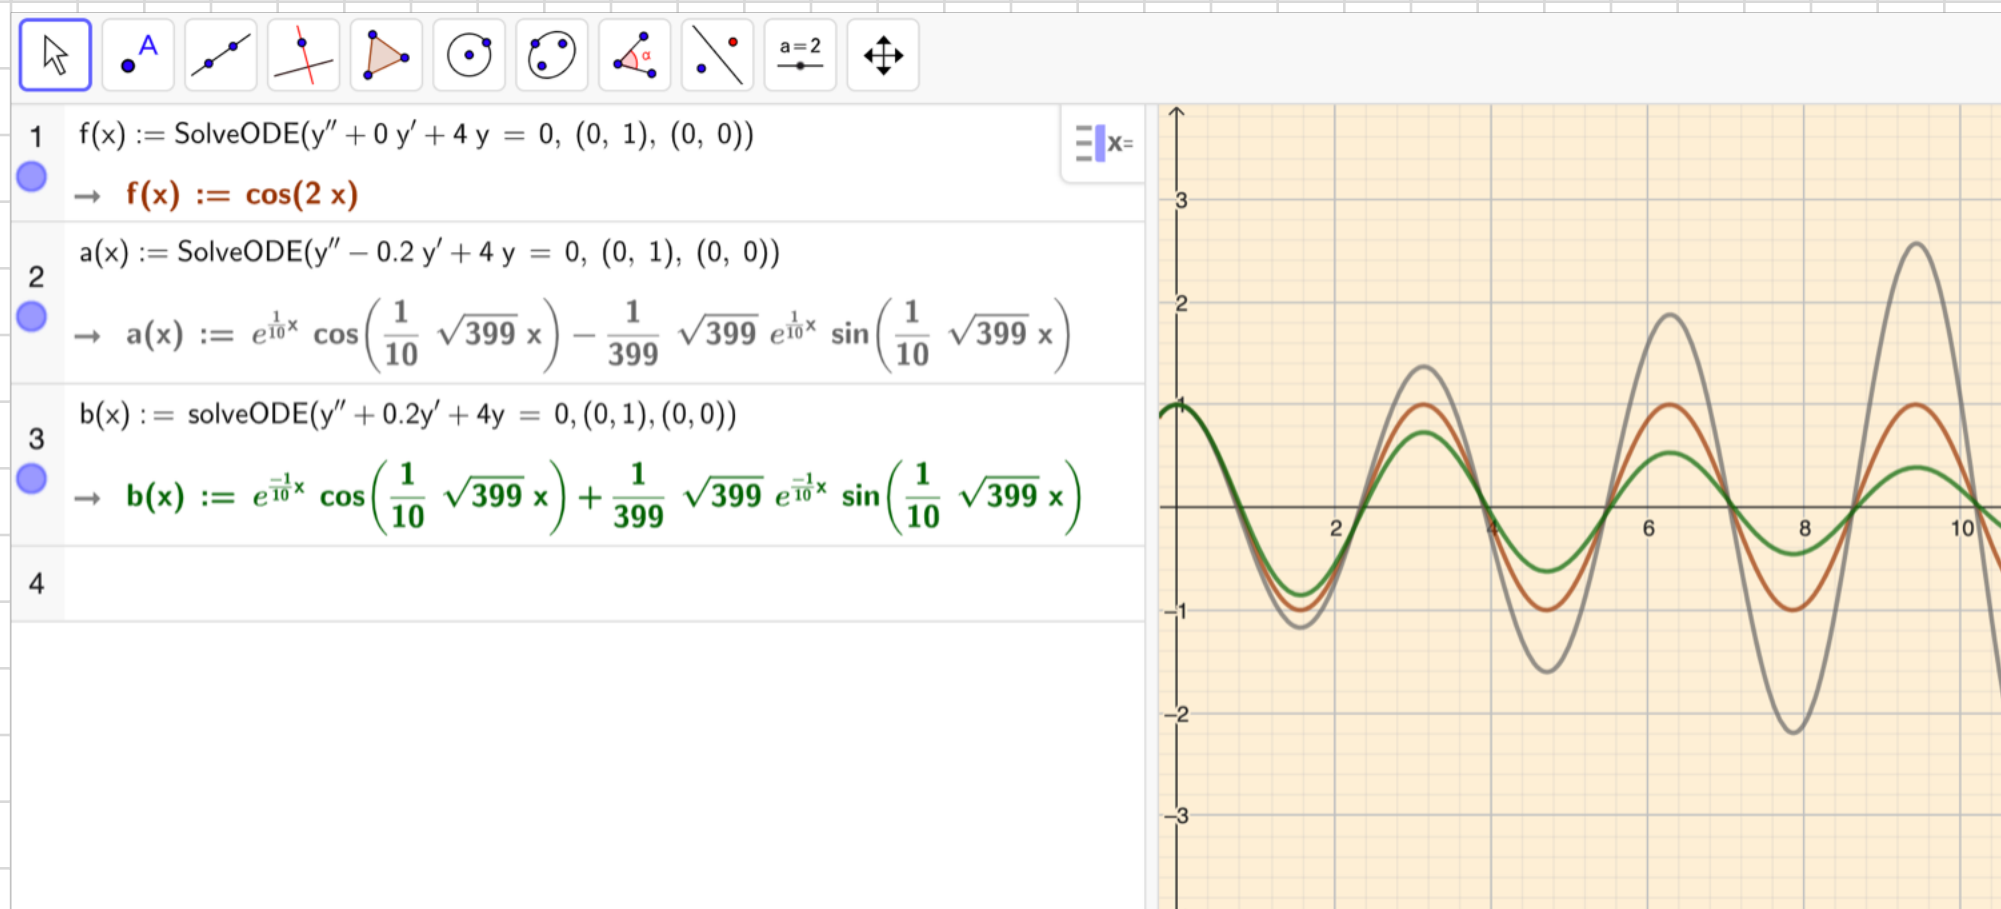 A
α
a=2
1
f(x) := SolveODE(y″ + 0 y′ + 4 y = 0, (0, 1), (0, 0))
x=
→ f(x) := cos(2 x)
2
a(x) := SolveODE(y″ − 0.2 y′ + 4 y = 0, (0, 1), (0, 0))
→ a(x) := e^(1/10 x) cos(1/10 √399 x) − 1/399 √399 e^(1/10 x) sin(1/10 √399 x)
3
b(x) := solveODE(y″ + 0.2y′ + 4y = 0, (0, 1), (0, 0))
→ b(x) := e^(−1/10 x) cos(1/10 √399 x) + 1/399 √399 e^(−1/10 x) sin(1/10 √399 x)
4
3
2
1
2 4 6 8 10
−1
−2
−3